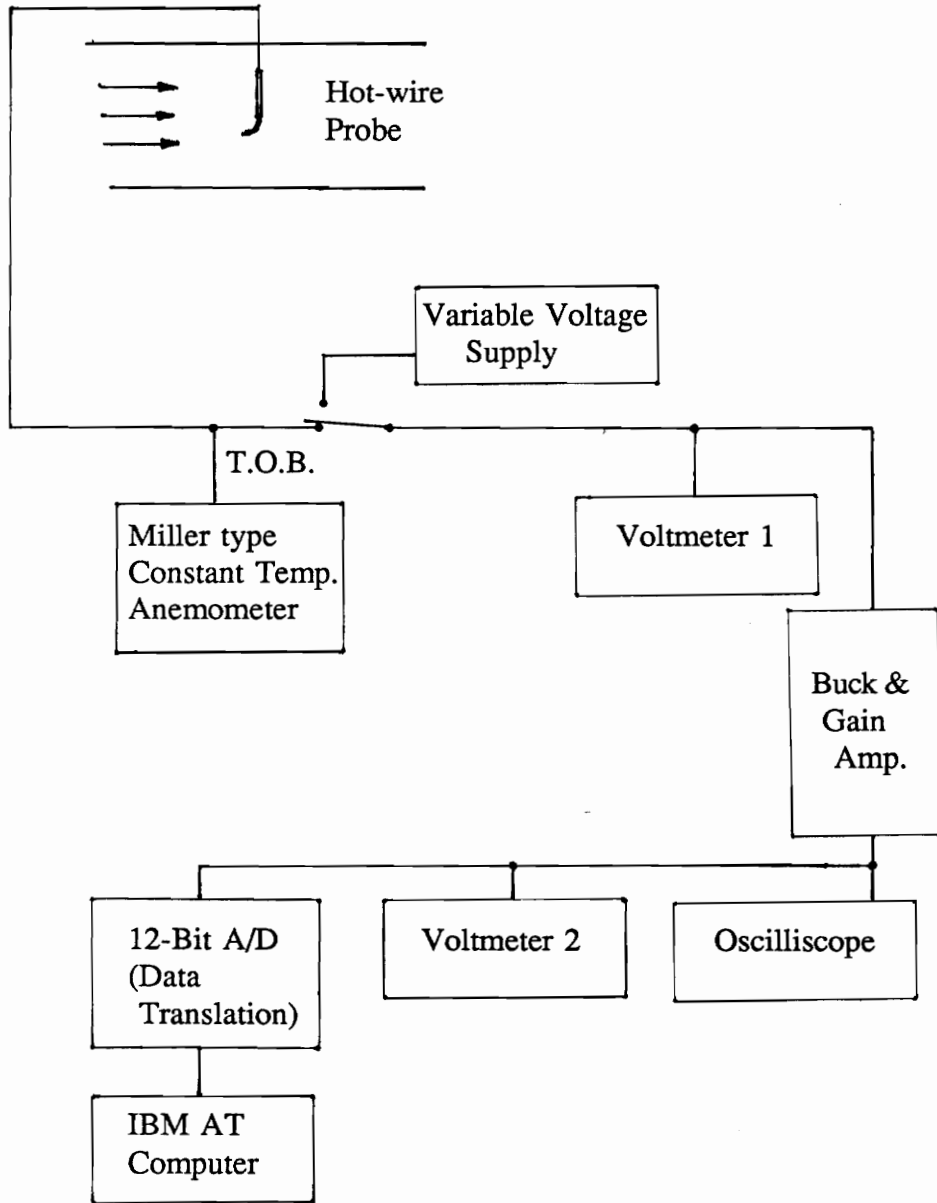 Hot-wire
Probe
Variable Voltage
Supply
T.O.B.
Miller type
Constant Temp.
Anemometer
Voltmeter 1
Buck &
Gain
Amp.
12-Bit A/D
(Data
Translation)
Voltmeter 2
Oscilliscope
IBM AT
Computer